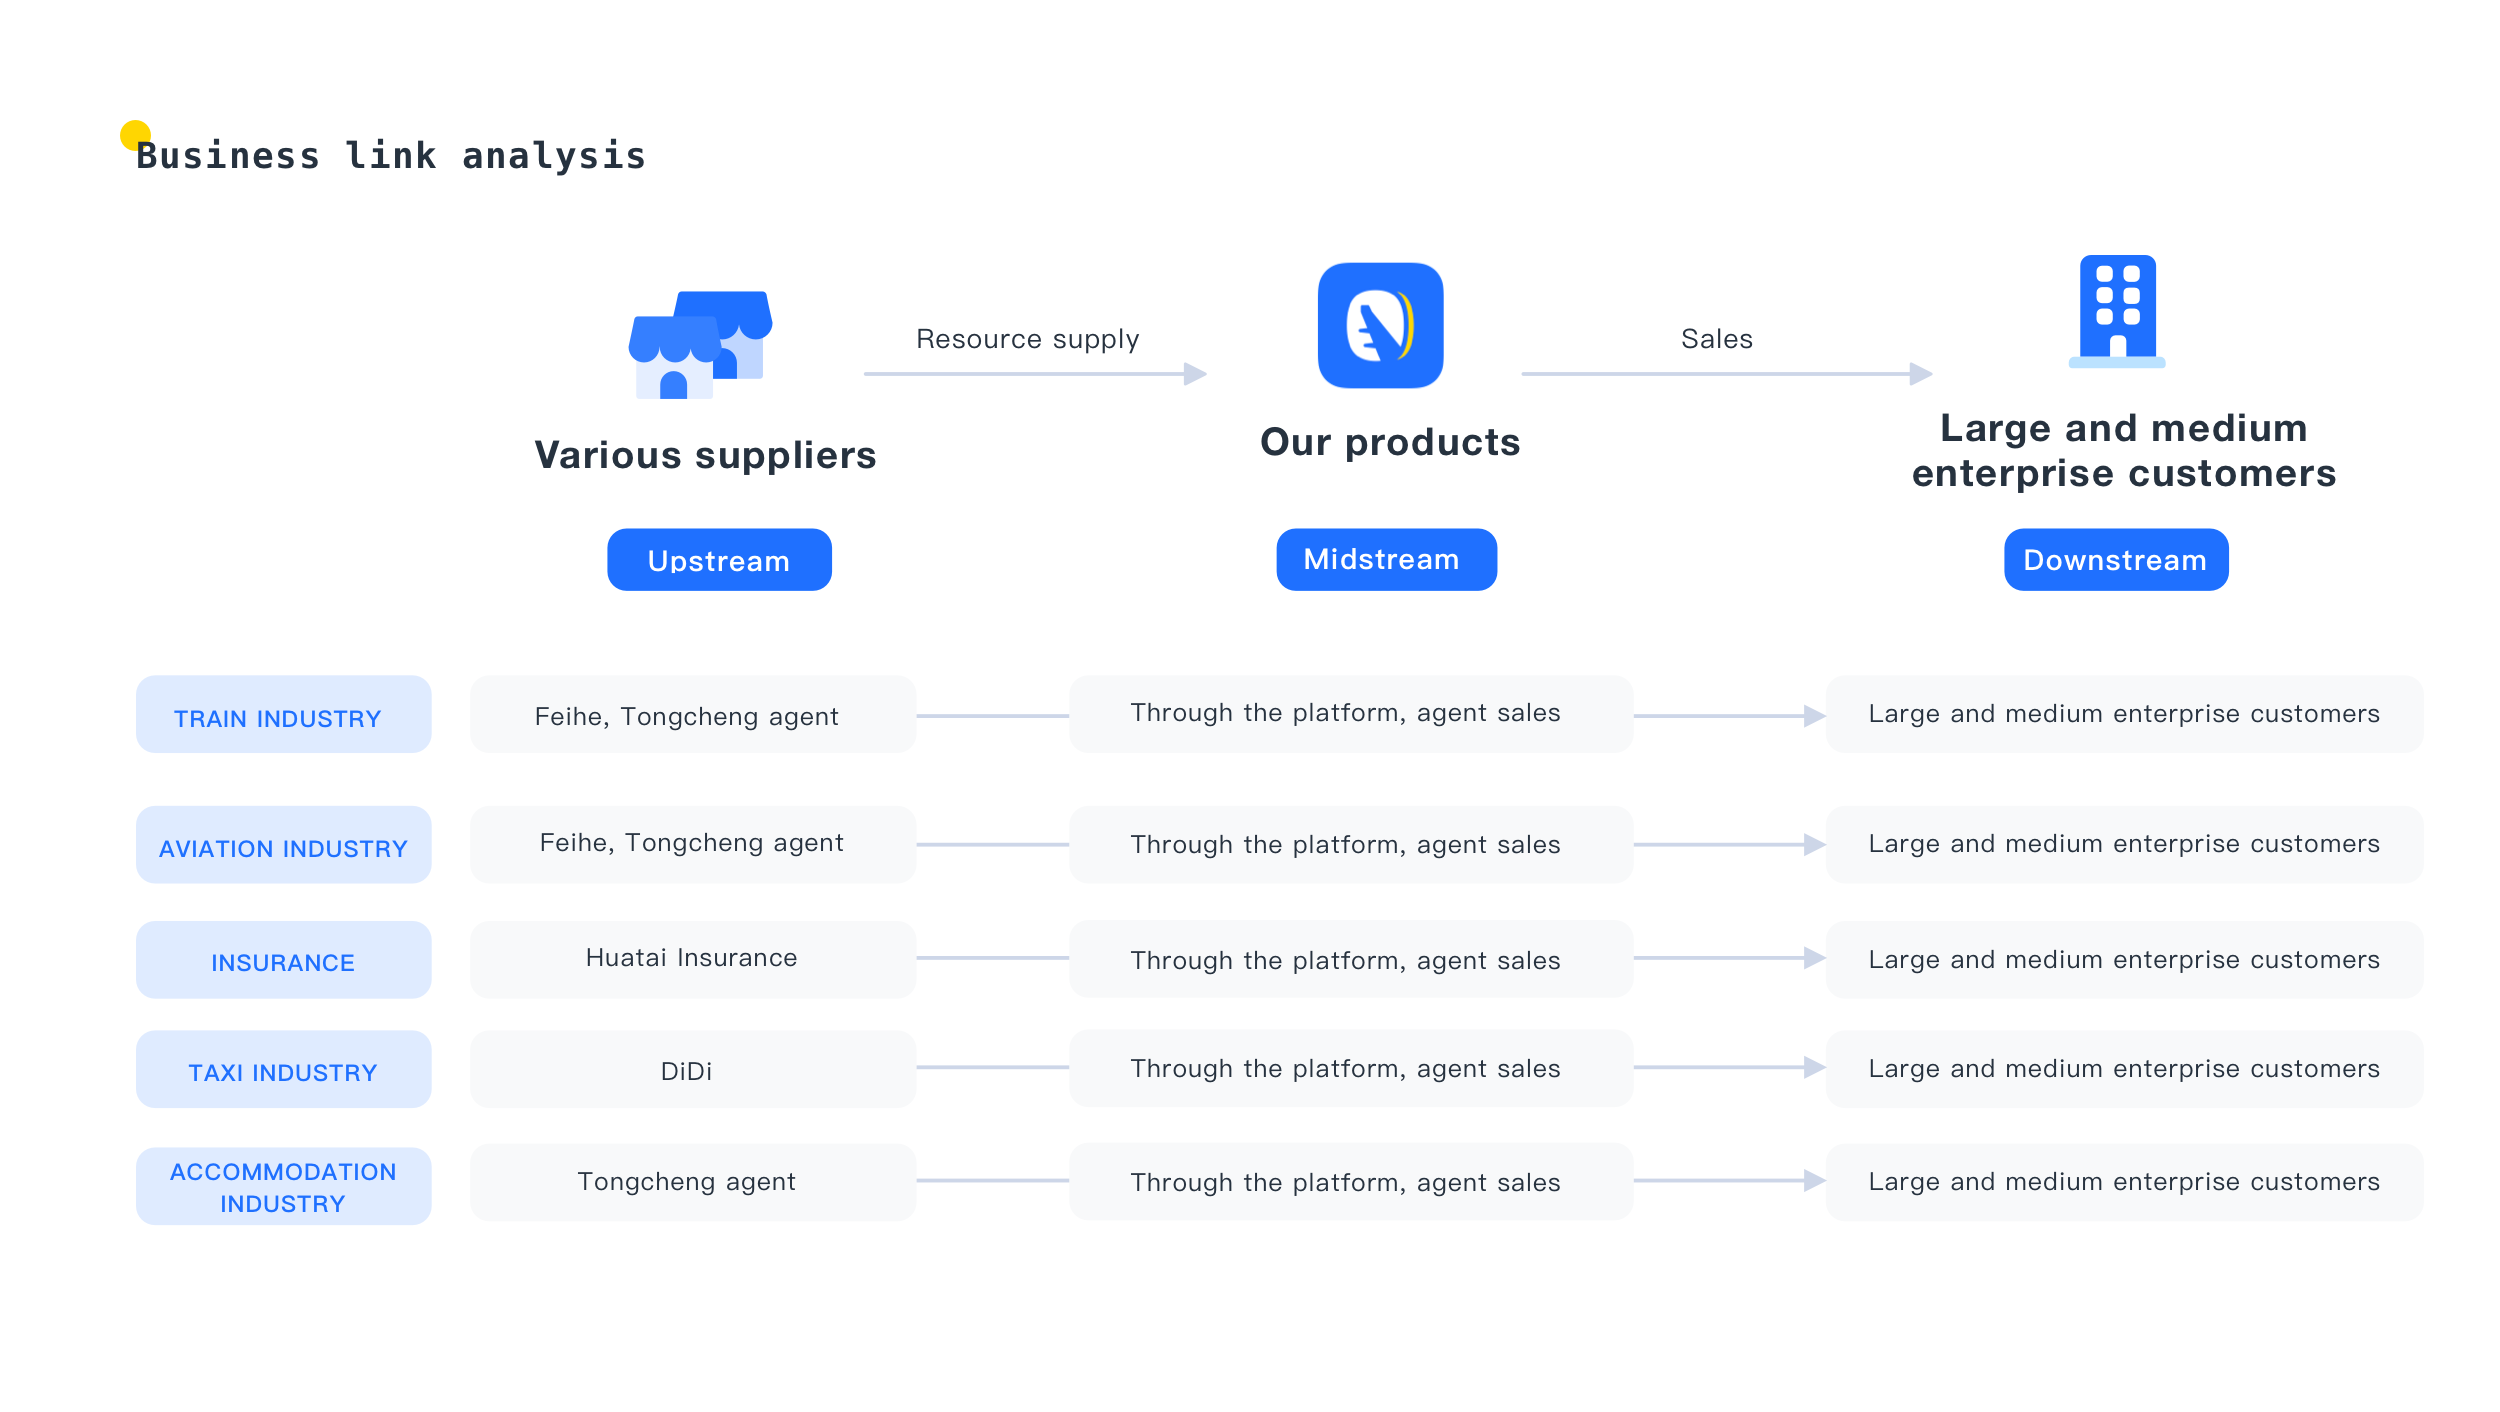 Business link analysis
Resource supply
Sales
Various suppliers
Our products
Large and medium
enterprise customers
Upstream
Midstream
Downstream
TRAIN INDUSTRY
Feihe, Tongcheng agent
Through the platform, agent sales
Large and medium enterprise customers
AVIATION INDUSTRY
Feihe, Tongcheng agent
Through the platform, agent sales
Large and medium enterprise customers
INSURANCE
Huatai Insurance
Through the platform, agent sales
Large and medium enterprise customers
TAXI INDUSTRY
DiDi
Through the platform, agent sales
Large and medium enterprise customers
ACCOMMODATION
INDUSTRY
Tongcheng agent
Through the platform, agent sales
Large and medium enterprise customers